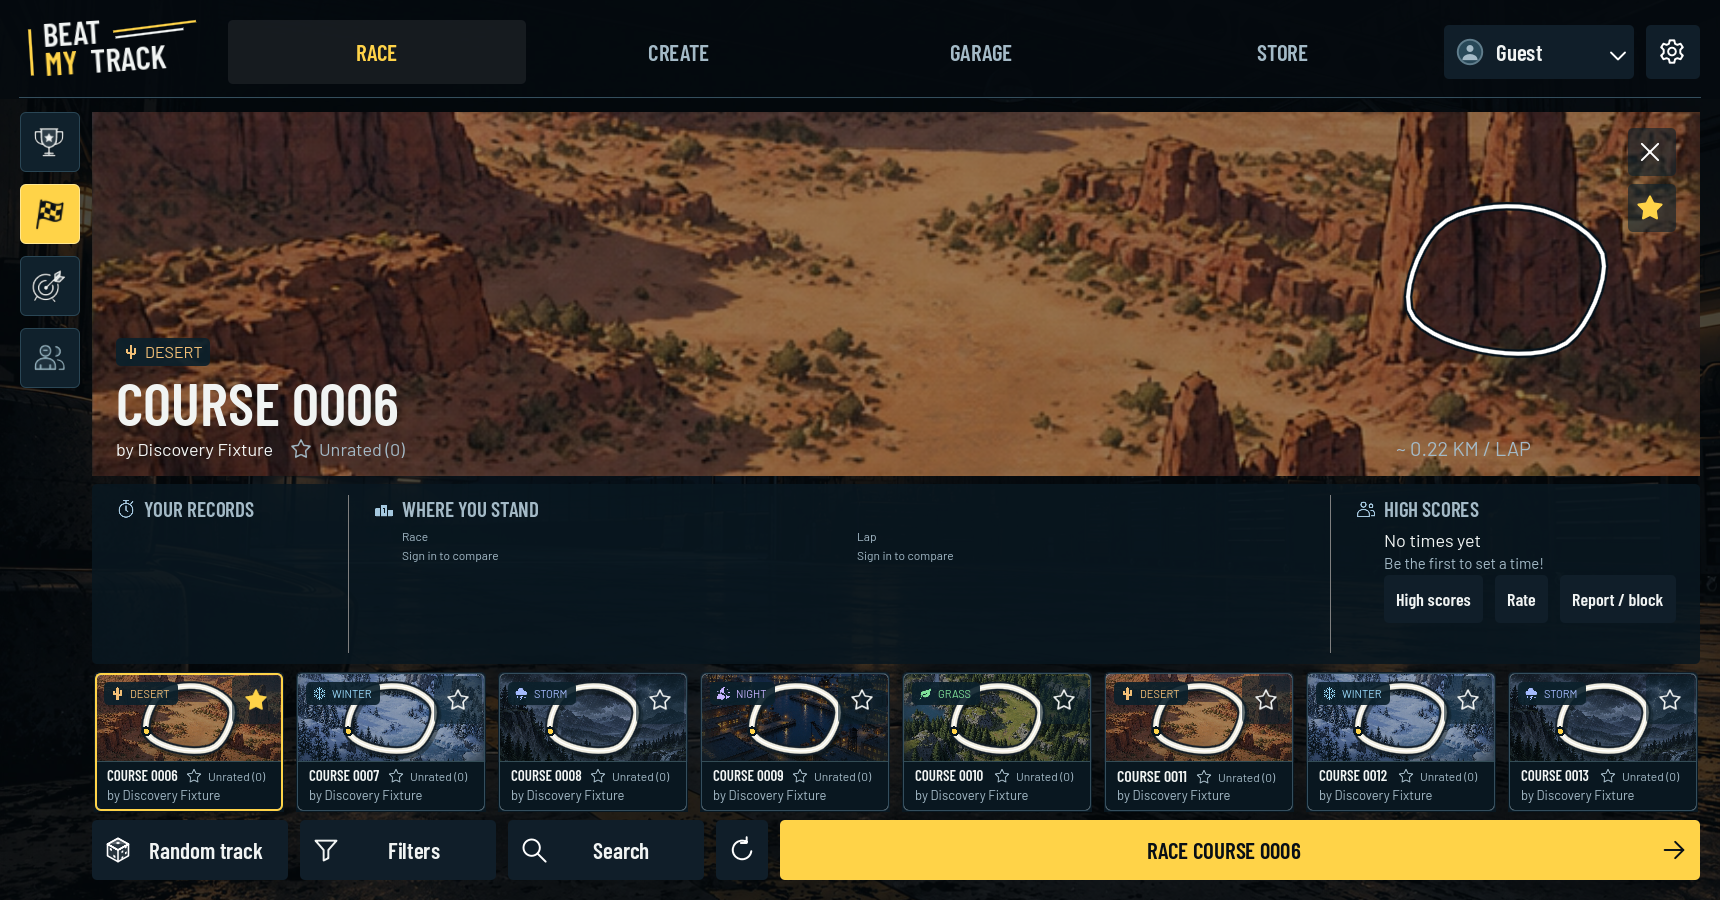 BEAT
MY TRACK
RACE
CREATE
GARAGE
STORE
Guest
DESERT
COURSE 0006
by Discovery Fixture
Unrated (0)
~ 0.22 KM / LAP
YOUR RECORDS
WHERE YOU STAND
Race
Sign in to compare
Lap
Sign in to compare
HIGH SCORES
No times yet
Be the first to set a time!
High scores
Rate
Report / block
DESERT
COURSE 0006
Unrated (0)
by Discovery Fixture
WINTER
COURSE 0007
Unrated (0)
by Discovery Fixture
STORM
COURSE 0008
Unrated (0)
by Discovery Fixture
NIGHT
COURSE 0009
Unrated (0)
by Discovery Fixture
GRASS
COURSE 0010
Unrated (0)
by Discovery Fixture
DESERT
COURSE 0011
Unrated (0)
by Discovery Fixture
WINTER
COURSE 0012
Unrated (0)
by Discovery Fixture
STORM
COURSE 0013
Unrated (0)
by Discovery Fixture
Random track
Filters
Search
RACE COURSE 0006